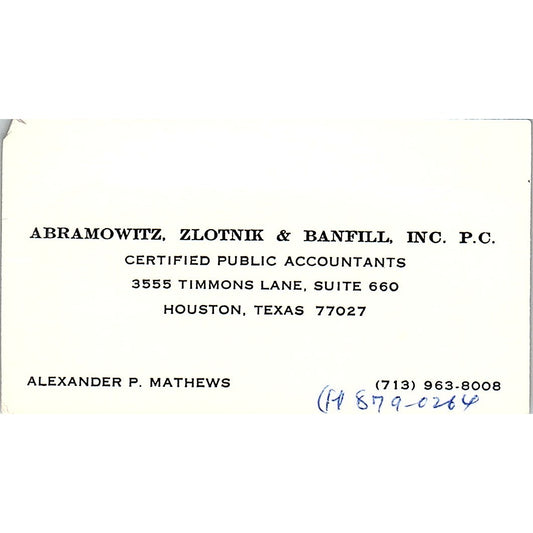 ABRAMOWITZ, ZLOTNIK & BANFILL, INC. P.C.
CERTIFIED PUBLIC ACCOUNTANTS
3555 TIMMONS LANE, SUITE 660
HOUSTON, TEXAS 77027
ALEXANDER P. MATHEWS
(713) 963-8008
(H) 879-0264